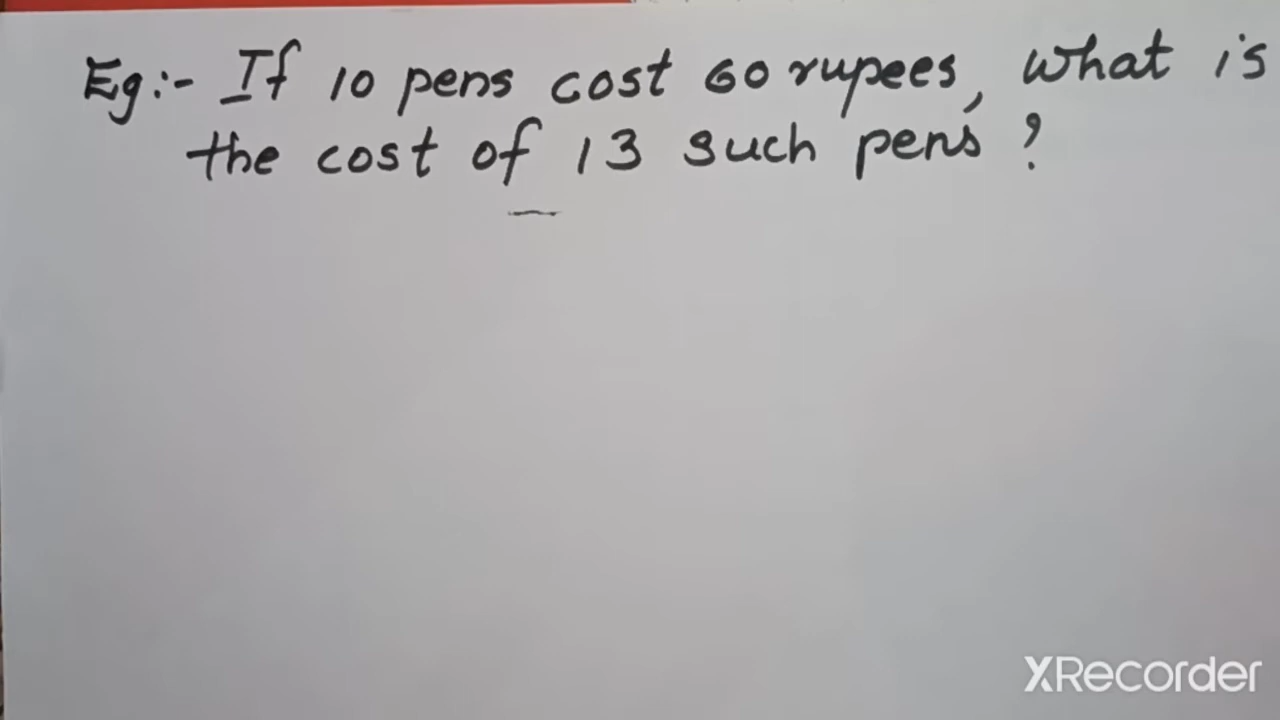 Eg:- If 10 pens cost 60 rupees, what is
the cost of 13 such pens ?
XRecorder